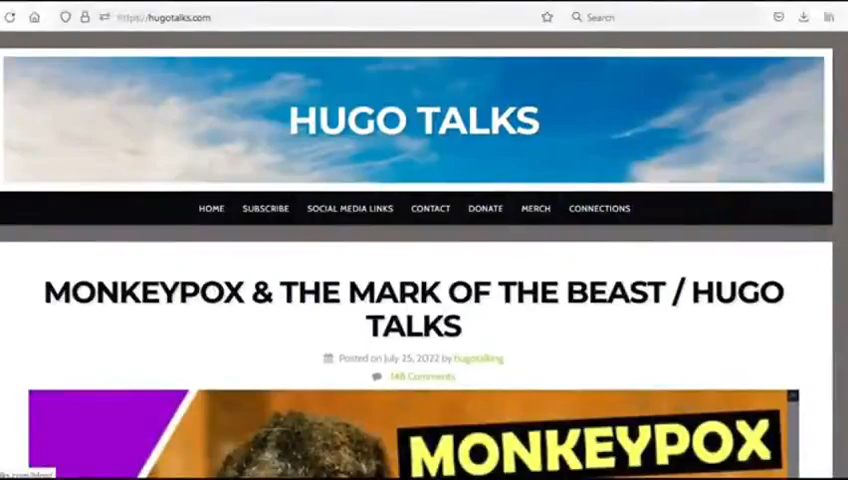 https://hugotalks.com
Search
HUGO TALKS
HOME SUBSCRIBE SOCIAL MEDIA LINKS CONTACT DONATE MERCH CONNECTIONS
MONKEYPOX & THE MARK OF THE BEAST / HUGO
TALKS
Posted on July 25, 2022 by hugotalking
148 Comments
MONKEYPOX